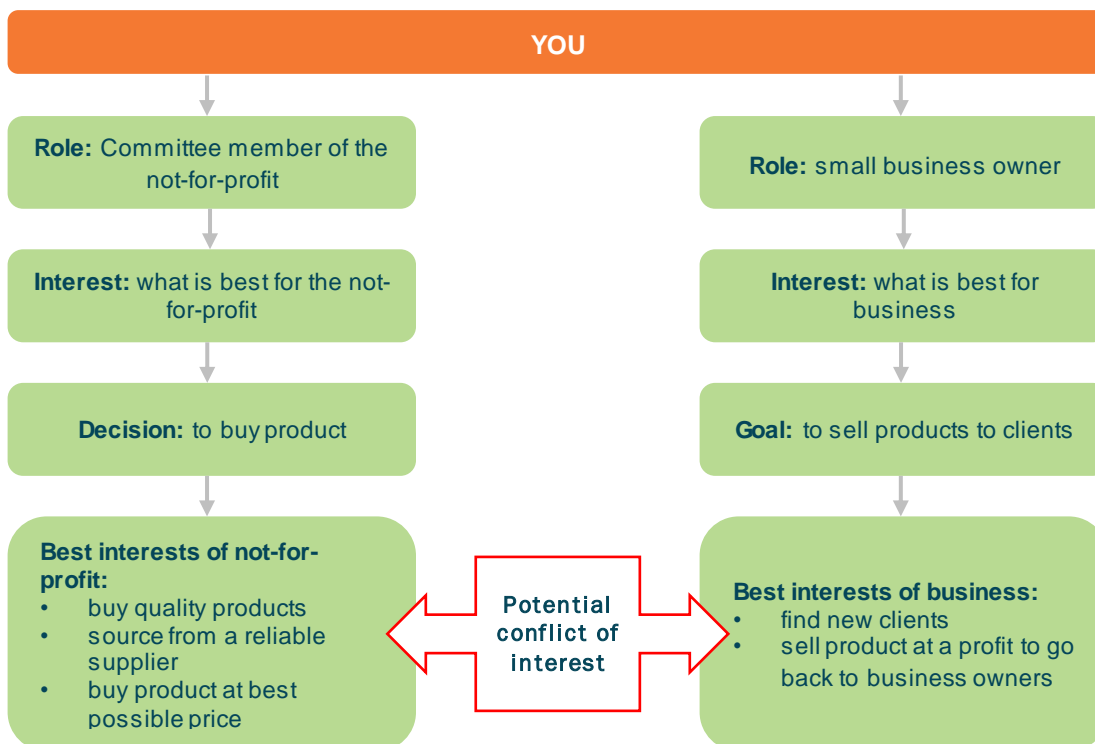 YOU
Role: Committee member of the
not-for-profit
Interest: what is best for the not-
for-profit
Decision: to buy product
Best interests of not-for-
profit:
• buy quality products
• source from a reliable
supplier
• buy product at best
possible price
Role: small business owner
Interest: what is best for
business
Goal: to sell products to clients
Best interests of business:
• find new clients
• sell product at a profit to go
back to business owners
Potential
conflict of
interest